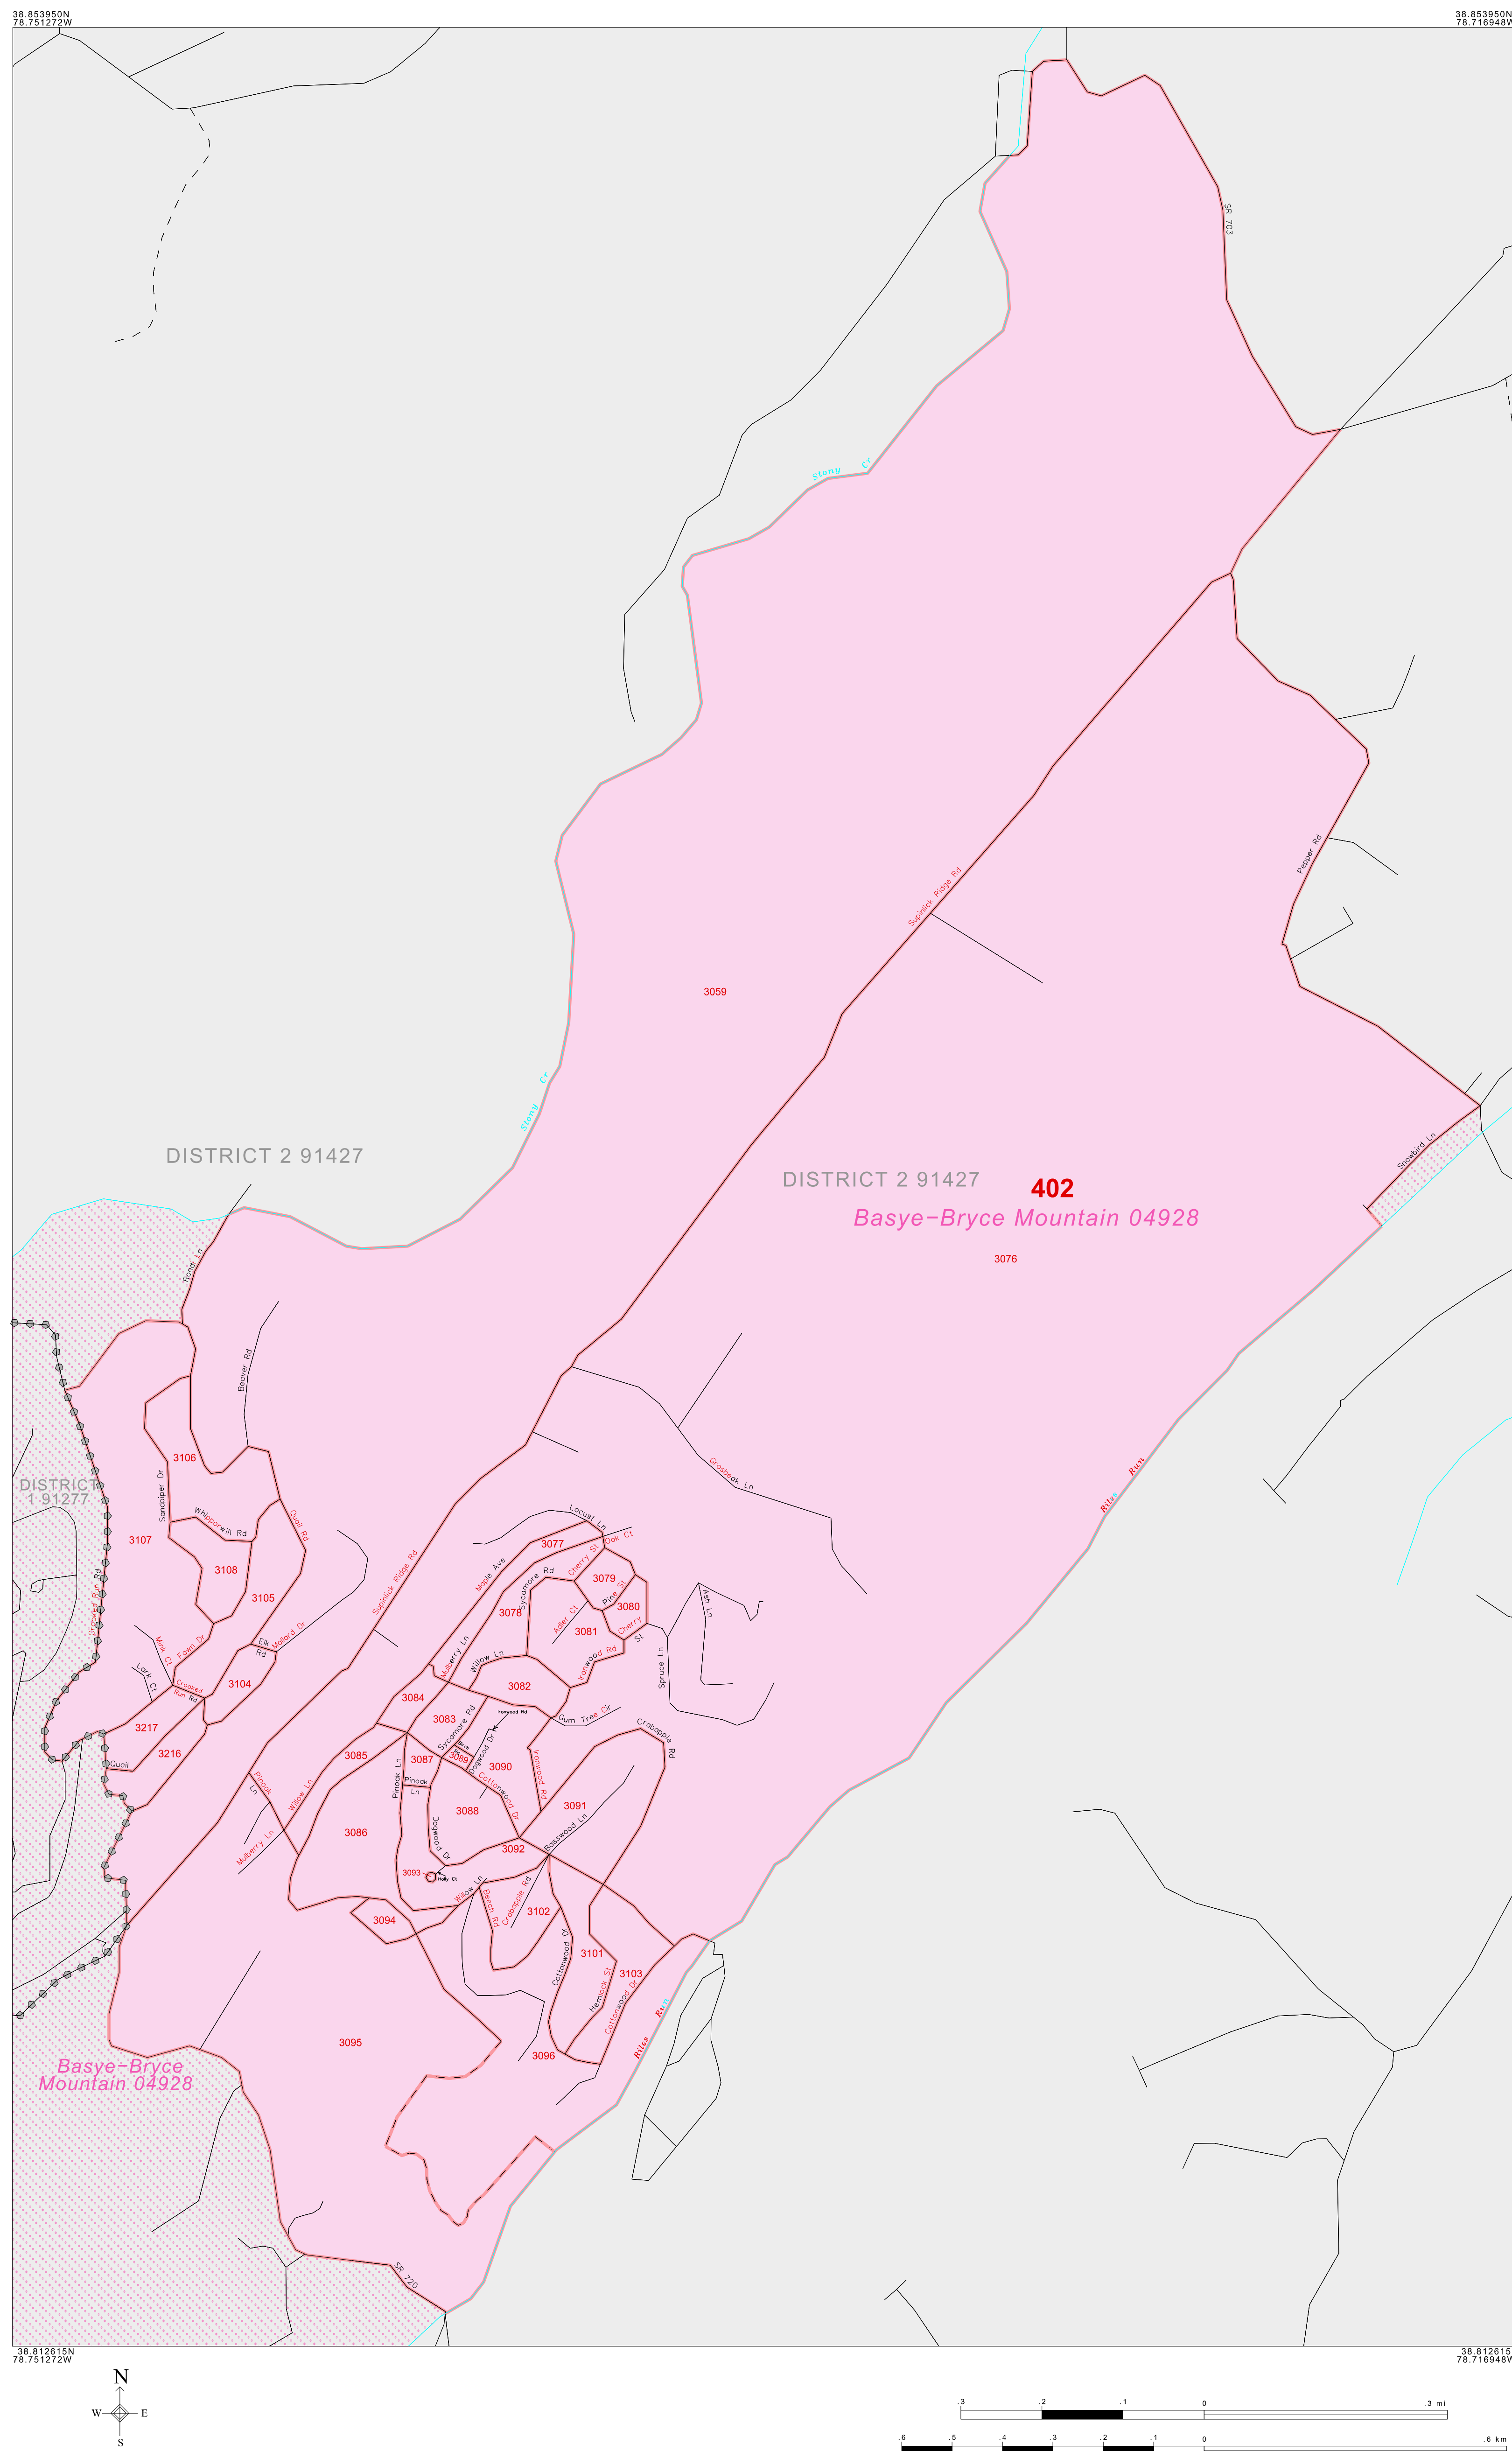 38.853950N
78.751272W
38.853950N
78.716948W
SR 703
Stony Cr
Supinlick Ridge Rd
Pepper Rd
3059
Stony Cr
Snowbird Ln
DISTRICT 2 91427
DISTRICT 2 91427
402
Basye-Bryce Mountain 04928
3076
Rondi Ln
Beaver Rd
3106
Sandpiper Dr
DISTRICT
1 91277
Grosbeak Ln
Riles Run
Whipporwill Rd
Quail Rd
3107
3108
3105
Crooked Run Rd
Supinlick Ridge Rd
Locust Ln
Oak Ct
3077
Maple Ave
Cherry St
Sycamore Rd
3079
Pine St
3080
3078
Ader Ct
3081
Cherry St
Ash Ln
Mink Ct
Fawn Dr
Elk Rd
Mallard Dr
Lark Ct
Crooked Run Rd
3104
Mulberry Ln
Willow Ln
Ironwood Rd
Spruce Ln
3082
3084
3083
Sycamore Rd
Ironwood Rd
Gum Tree Cir
Crabapple Rd
3217
3216
Quail
3085
3087
3089
Dogwood Dr
3090
Ironwood Rd
Pinoak Ln
Pinoak Ln
Pinoak Ln
Willow Ln
Cottonwood Dr
3088
3091
3086
Dogwood Dr
3092
Basswood Ln
Mulberry Ln
3093
Holly Ct
Willow Ln
Beech Rd
Crabapple Rd
3102
3094
Cottonwood Dr
3101
3103
Hemlock St
Cottonwood Dr
Riles Run
3095
3096
Basye-Bryce
Mountain 04928
SR 720
38.812615N
78.751272W
38.812615
78.716948W
N
W
E
S
.3 .2 .1 0 .3 mi
.6 .5 .4 .3 .2 .1 0 .6 km